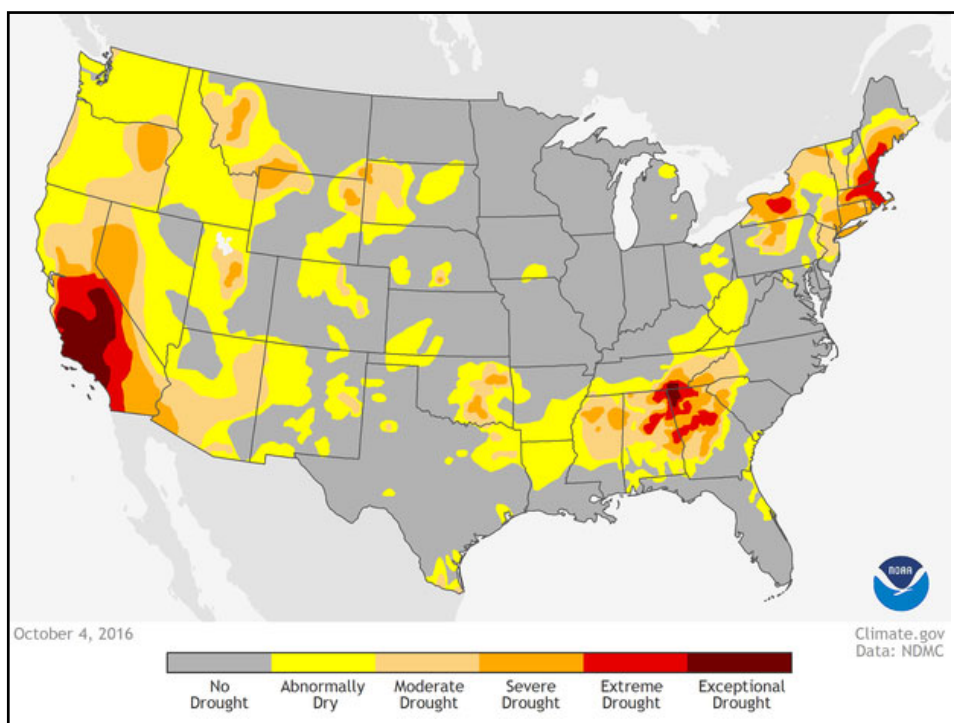 NOAA
October 4, 2016
Climate.gov
Data: NDMC
No
Drought
Abnormally
Dry
Moderate
Drought
Severe
Drought
Extreme
Drought
Exceptional
Drought